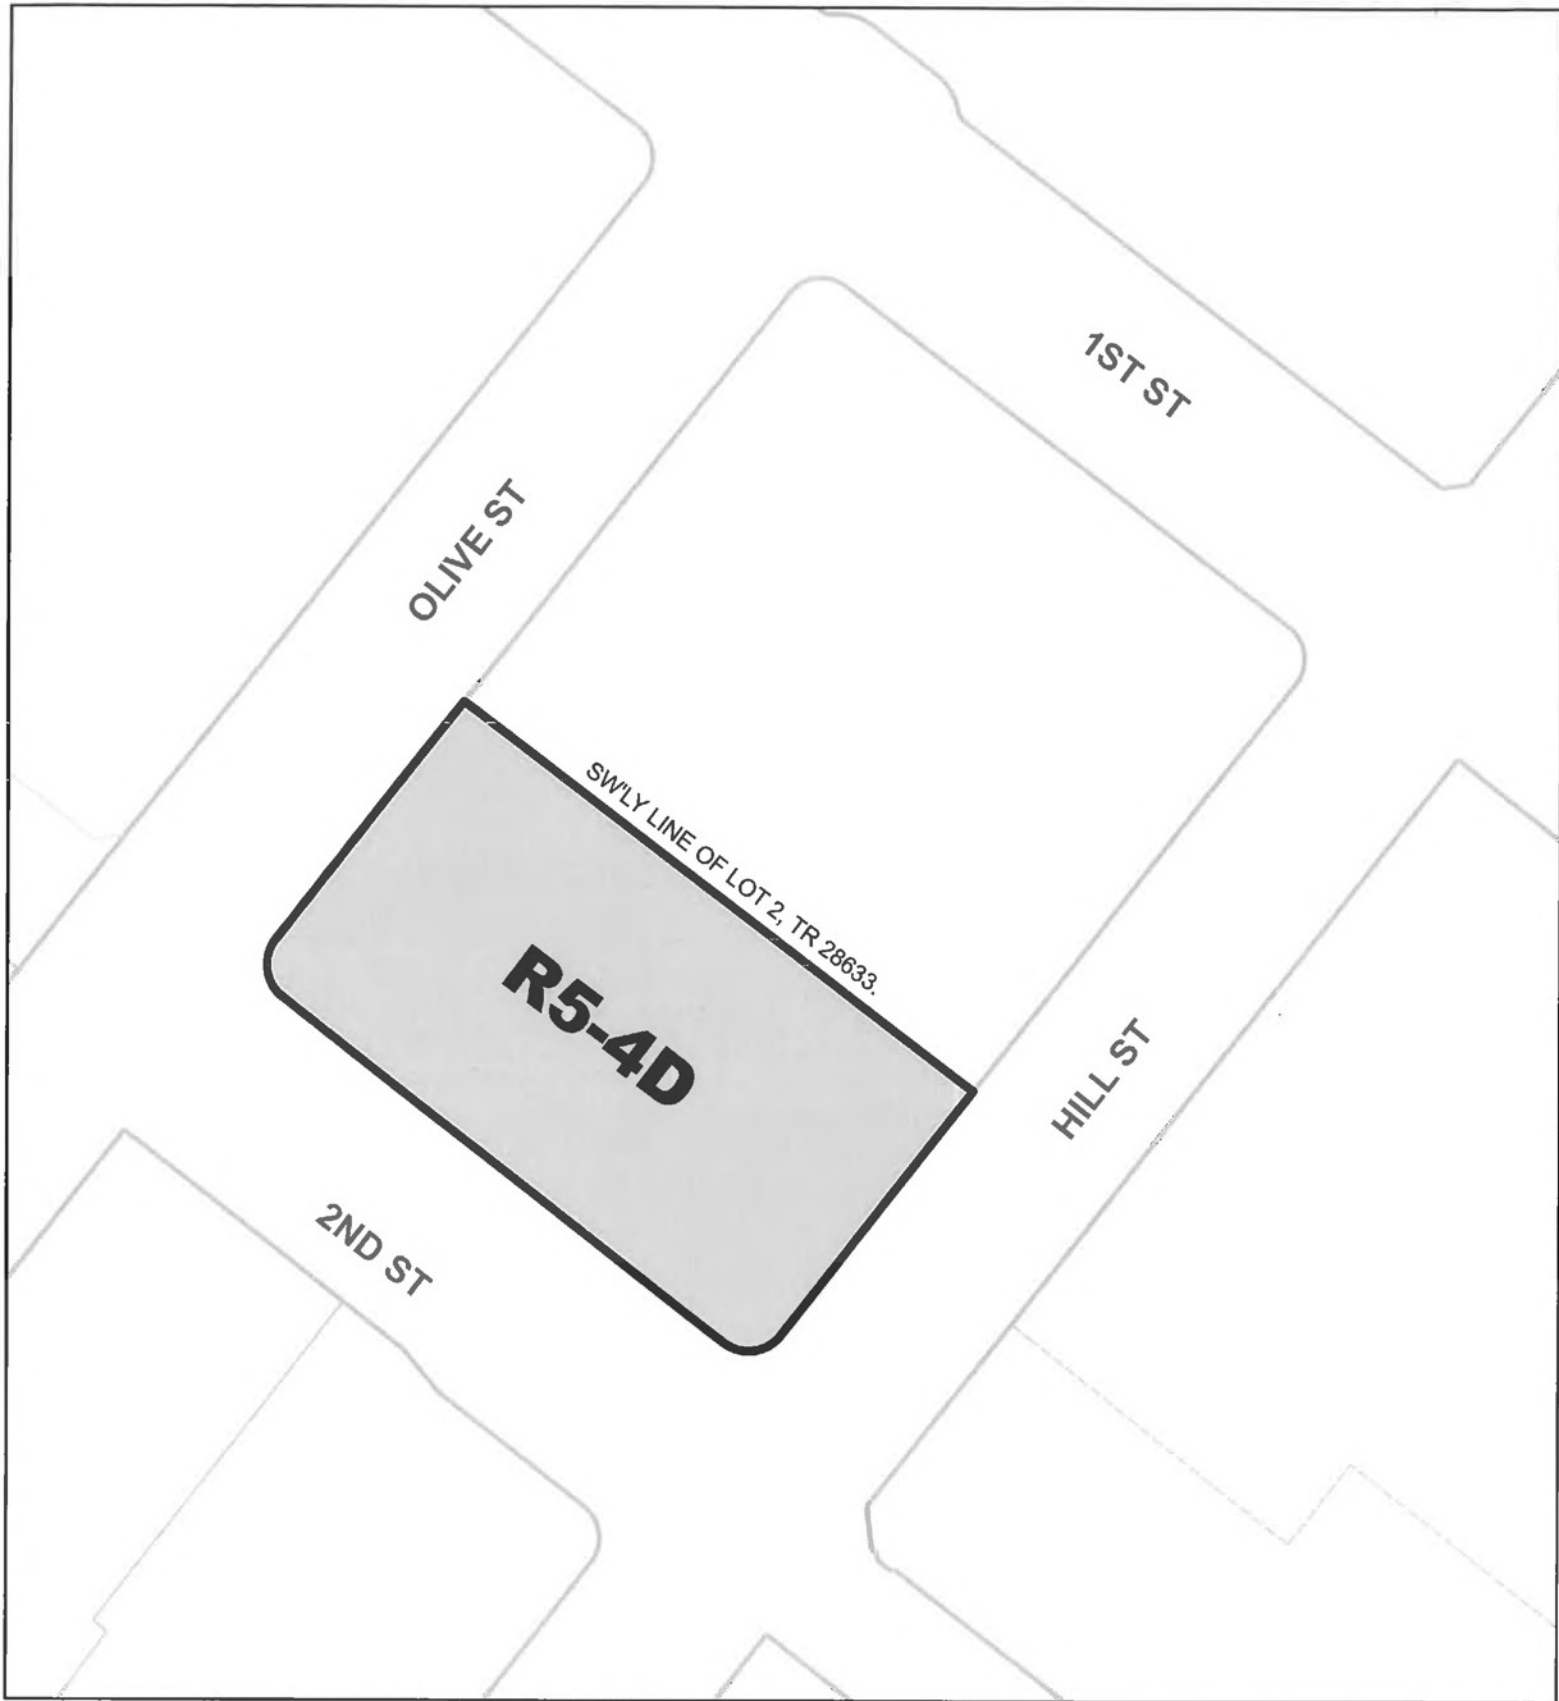 1ST ST
OLIVE ST
SW'LY LINE OF LOT 2, TR 28633.
R5-4D
HILL ST
2ND ST